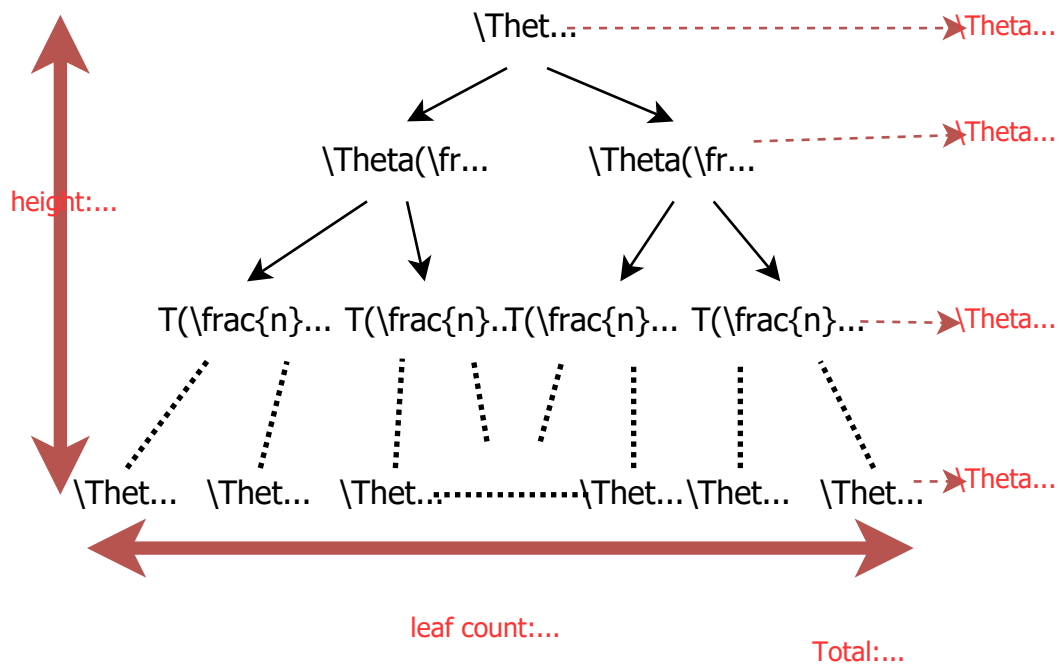 \Thet... \Theta...
\Theta...
\Theta(\fr... \Theta(\fr...
height:...
T(\frac{n}... T(\frac{n}... T(\frac{n}... T(\frac{n}... \Theta...
\Thet... \Thet... \Thet... \Thet... \Thet... \Thet... \Theta...
leaf count:...
Total:...